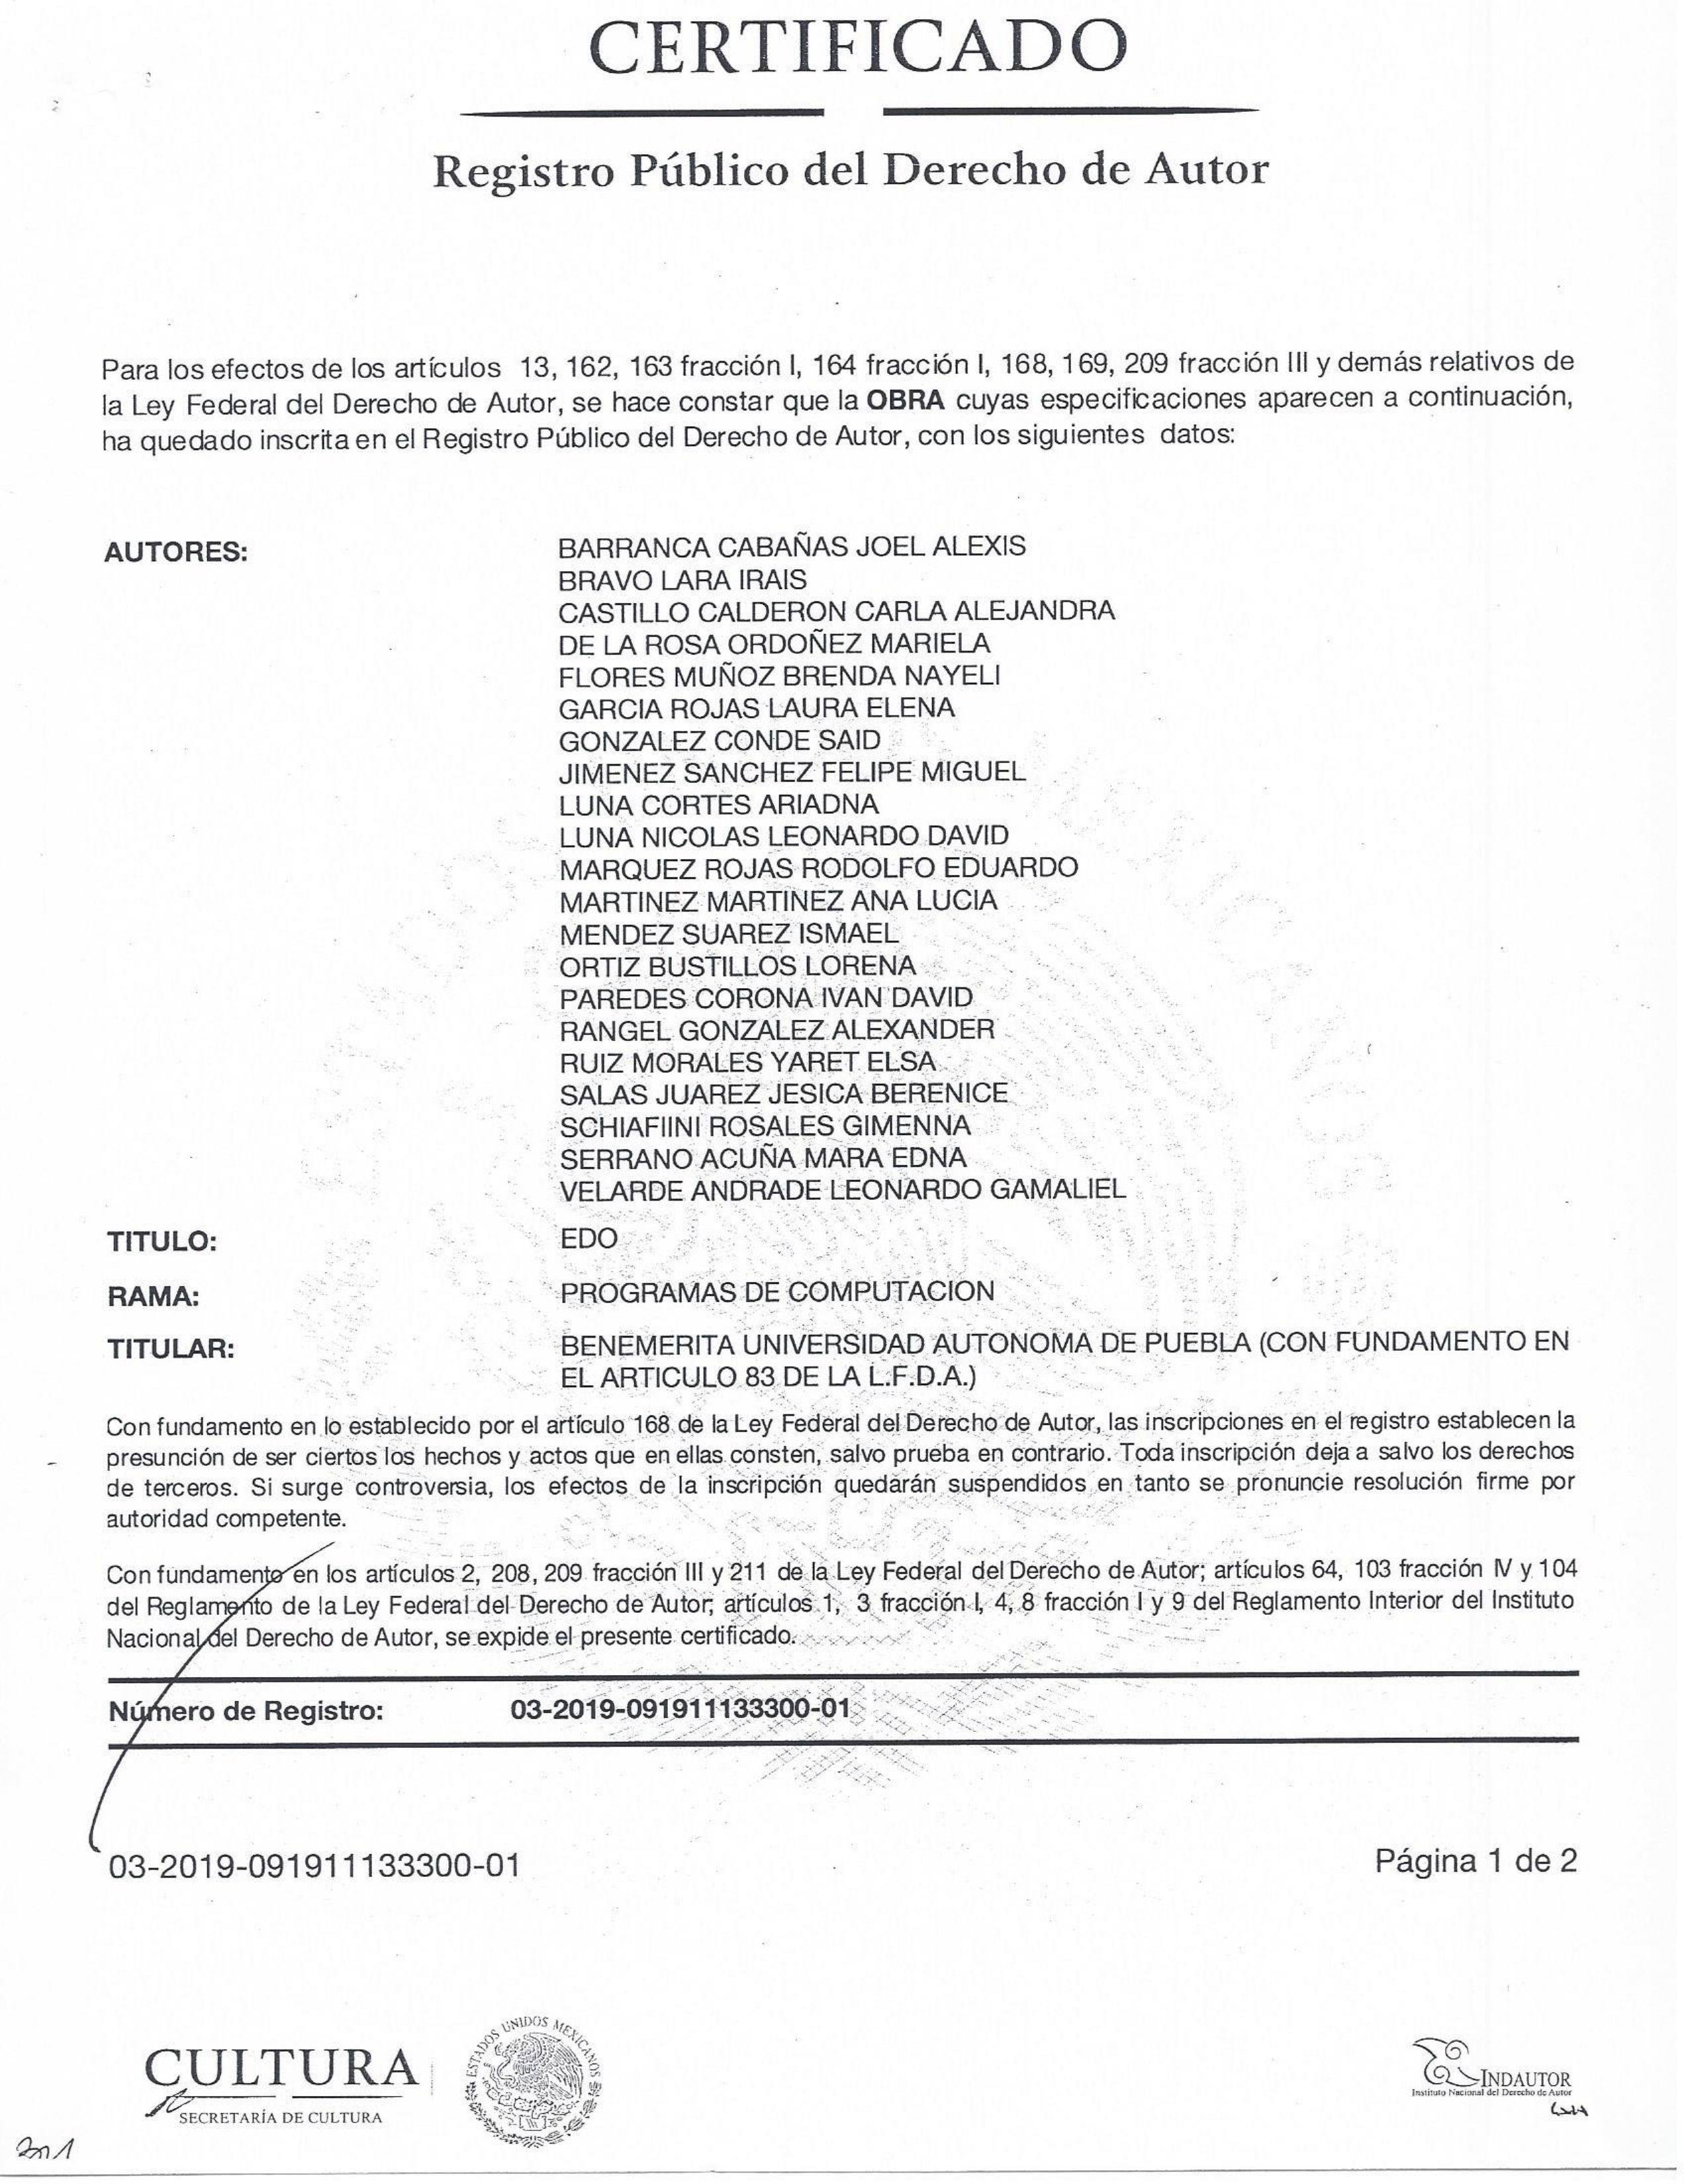 CERTIFICADO
Registro Público del Derecho de Autor
Para los efectos de los artículos 13, 162, 163 fracción I, 164 fracción I, 168, 169, 209 fracción III y demás relativos de
la Ley Federal del Derecho de Autor, se hace constar que la OBRA cuyas especificaciones aparecen a continuación,
ha quedado inscrita en el Registro Público del Derecho de Autor, con los siguientes datos:
AUTORES: BARRANCA CABAÑAS JOEL ALEXIS
BRAVO LARA IRAIS
CASTILLO CALDERON CARLA ALEJANDRA
DE LA ROSA ORDOÑEZ MARIELA
FLORES MUÑOZ BRENDA NAYELI
GARCIA ROJAS LAURA ELENA
GONZALEZ CONDE SAID
JIMENEZ SANCHEZ FELIPE MIGUEL
LUNA CORTES ARIADNA
LUNA NICOLAS LEONARDO DAVID
MARQUEZ ROJAS RODOLFO EDUARDO
MARTINEZ MARTINEZ ANA LUCIA
MENDEZ SUAREZ ISMAEL
ORTIZ BUSTILLOS LORENA
PAREDES CORONA IVAN DAVID
RANGEL GONZALEZ ALEXANDER
RUIZ MORALES YARET ELSA
SALAS JUAREZ JESICA BERENICE
SCHIAFIINI ROSALES GIMENNA
SERRANO ACUÑA MARA EDNA
VELARDE ANDRADE LEONARDO GAMALIEL
TITULO: EDO
RAMA: PROGRAMAS DE COMPUTACION
TITULAR: BENEMERITA UNIVERSIDAD AUTONOMA DE PUEBLA (CON FUNDAMENTO EN
EL ARTICULO 83 DE LA L.F.D.A.)
Con fundamento en lo establecido por el artículo 168 de la Ley Federal del Derecho de Autor, las inscripciones en el registro establecen la
presunción de ser ciertos los hechos y actos que en ellas consten, salvo prueba en contrario. Toda inscripción deja a salvo los derechos
de terceros. Si surge controversia, los efectos de la inscripción quedarán suspendidos en tanto se pronuncie resolución firme por
autoridad competente.
Con fundamento en los artículos 2, 208, 209 fracción III y 211 de la Ley Federal del Derecho de Autor; artículos 64, 103 fracción IV y 104
del Reglamento de la Ley Federal del Derecho de Autor; artículos 1, 3 fracción I, 4, 8 fracción I y 9 del Reglamento Interior del Instituto
Nacional del Derecho de Autor, se expide el presente certificado.
Número de Registro: 03-2019-091911133300-01
03-2019-091911133300-01 Página 1 de 2
CULTURA
SECRETARÍA DE CULTURA
ESTADOS UNIDOS MEXICANOS
INDAUTOR
Instituto Nacional del Derecho de Autor